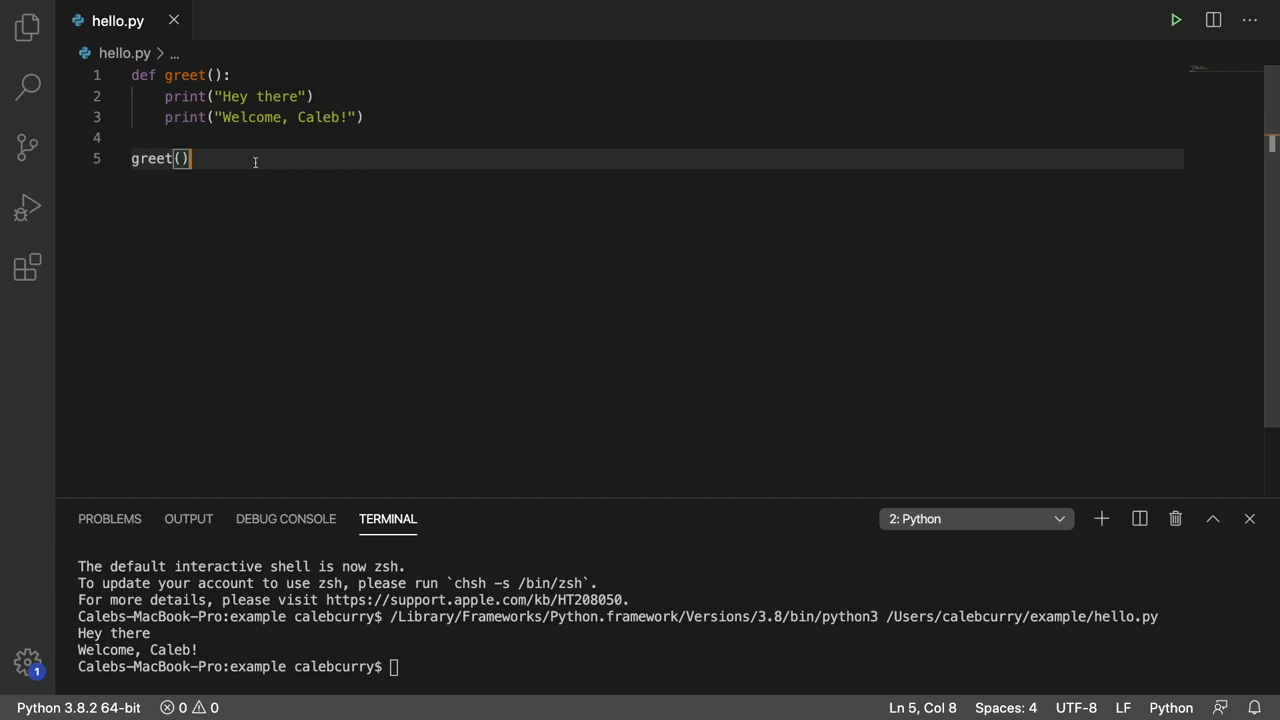 hello.py
hello.py > ...
1 def greet():
2     print("Hey there")
3     print("Welcome, Caleb!")
4
5 greet()
PROBLEMS OUTPUT DEBUG CONSOLE TERMINAL 2: Python
The default interactive shell is now zsh.
To update your account to use zsh, please run `chsh -s /bin/zsh`.
For more details, please visit https://support.apple.com/kb/HT208050.
Calebs-MacBook-Pro:example calebcurry$ /Library/Frameworks/Python.framework/Versions/3.8/bin/python3 /Users/calebcurry/example/hello.py
Hey there
Welcome, Caleb!
Calebs-MacBook-Pro:example calebcurry$
1
Python 3.8.2 64-bit 0 0 Ln 5, Col 8 Spaces: 4 UTF-8 LF Python